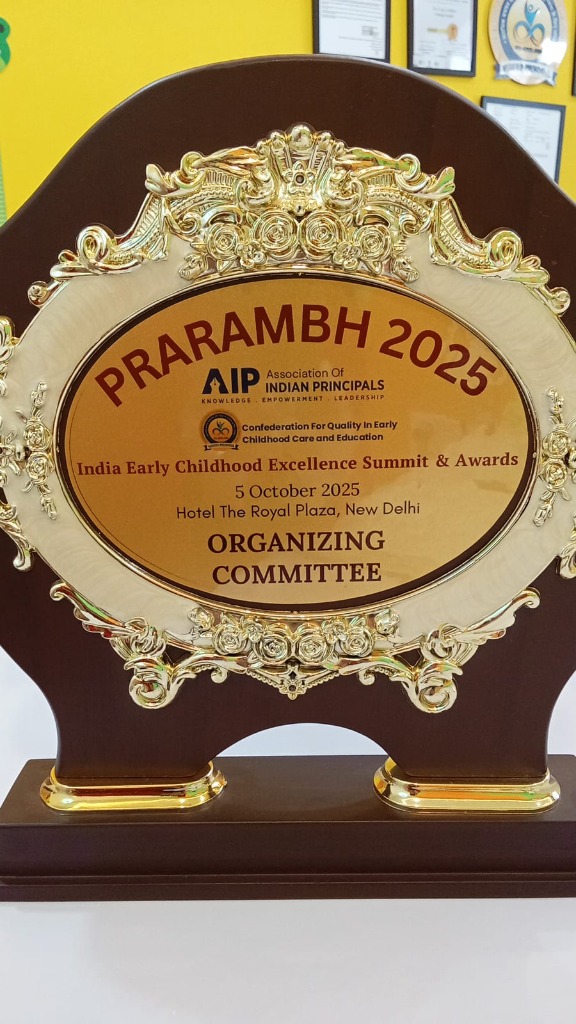 PRARAMBH 2025
AIP Association Of
INDIAN PRINCIPALS
KNOWLEDGE . EMPOWERMENT . LEADERSHIP
Confederation For Quality In Early
Childhood Care and Education
India Early Childhood Excellence Summit & Awards
5 October 2025
Hotel The Royal Plaza, New Delhi
ORGANIZING
COMMITTEE